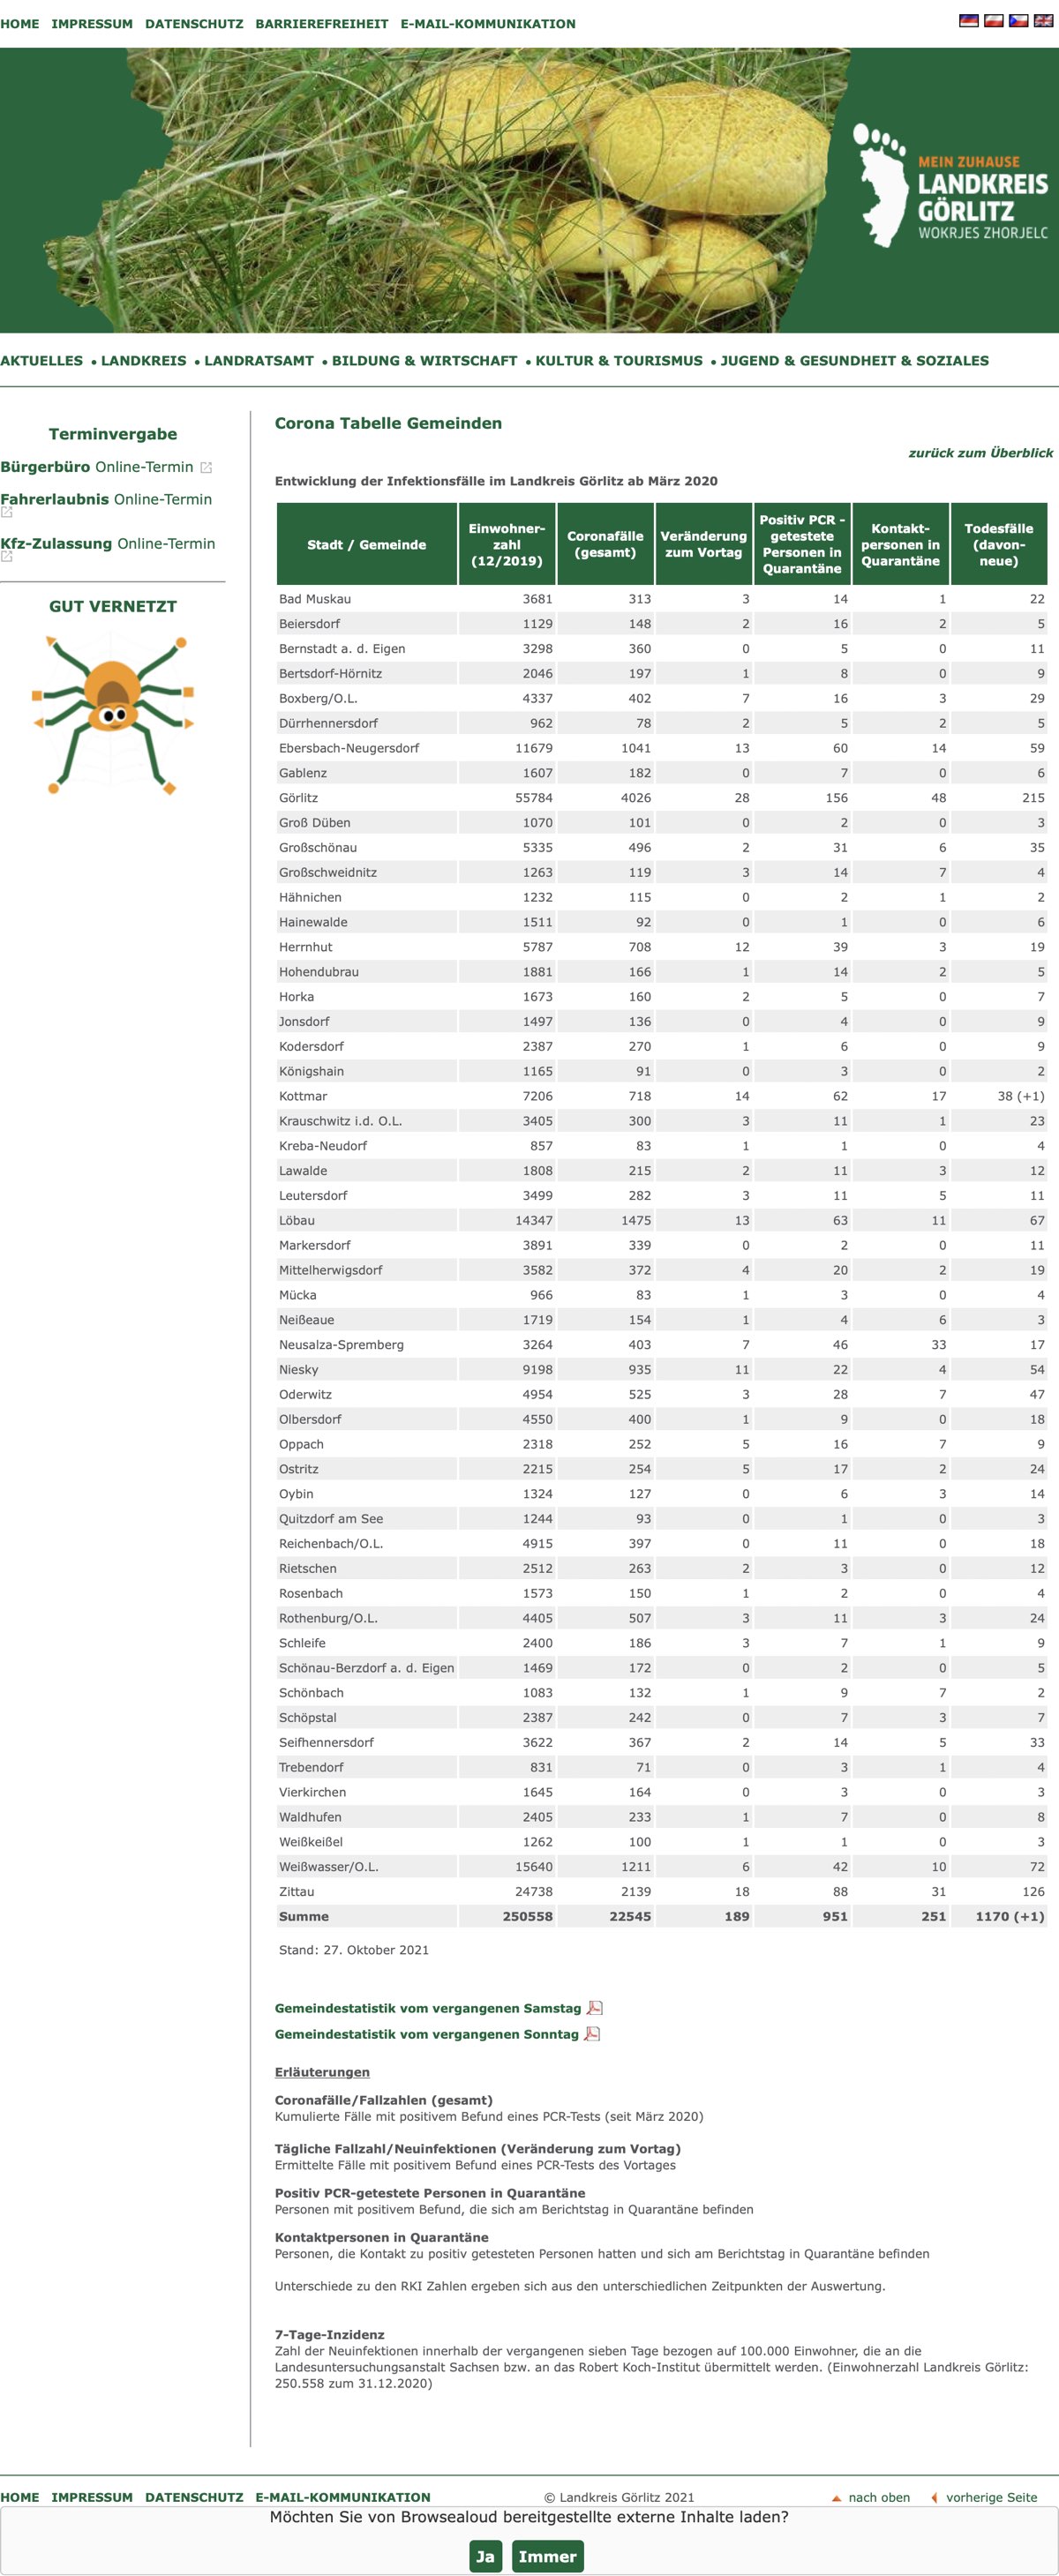 HOME IMPRESSUM DATENSCHUTZ BARRIEREFREIHEIT E-MAIL-KOMMUNIKATION
MEIN ZUHAUSE
LANDKREIS
GÖRLITZ
WOKRJES ZHORJELC
AKTUELLES • LANDKREIS • LANDRATSAMT • BILDUNG & WIRTSCHAFT • KULTUR & TOURISMUS • JUGEND & GESUNDHEIT & SOZIALES
Terminvergabe
Bürgerbüro Online-Termin
Fahrerlaubnis Online-Termin
Kfz-Zulassung Online-Termin
GUT VERNETZT
Corona Tabelle Gemeinden
zurück zum Überblick
Entwicklung der Infektionsfälle im Landkreis Görlitz ab März 2020
Stadt / Gemeinde
Einwohner-
zahl
(12/2019)
Coronafälle
(gesamt)
Veränderung
zum Vortag
Positiv PCR -
getestete
Personen in
Quarantäne
Kontakt-
personen in
Quarantäne
Todesfälle
(davon-
neue)
Bad Muskau 3681 313 3 14 1 22
Beiersdorf 1129 148 2 16 2 5
Bernstadt a. d. Eigen 3298 360 0 5 0 11
Bertsdorf-Hörnitz 2046 197 1 8 0 9
Boxberg/O.L. 4337 402 7 16 3 29
Dürrhennersdorf 962 78 2 5 2 5
Ebersbach-Neugersdorf 11679 1041 13 60 14 59
Gablenz 1607 182 0 7 0 6
Görlitz 55784 4026 28 156 48 215
Groß Düben 1070 101 0 2 0 3
Großschönau 5335 496 2 31 6 35
Großschweidnitz 1263 119 3 14 7 4
Hähnichen 1232 115 0 2 1 2
Hainewalde 1511 92 0 1 0 6
Herrnhut 5787 708 12 39 3 19
Hohendubrau 1881 166 1 14 2 5
Horka 1673 160 2 5 0 7
Jonsdorf 1497 136 0 4 0 9
Kodersdorf 2387 270 1 6 0 9
Königshain 1165 91 0 3 0 2
Kottmar 7206 718 14 62 17 38 (+1)
Krauschwitz i.d. O.L. 3405 300 3 11 1 23
Kreba-Neudorf 857 83 1 1 0 4
Lawalde 1808 215 2 11 3 12
Leutersdorf 3499 282 3 11 5 11
Löbau 14347 1475 13 63 11 67
Markersdorf 3891 339 0 2 0 11
Mittelherwigsdorf 3582 372 4 20 2 19
Mücka 966 83 1 3 0 4
Neißeaue 1719 154 1 4 6 3
Neusalza-Spremberg 3264 403 7 46 33 17
Niesky 9198 935 11 22 4 54
Oderwitz 4954 525 3 28 7 47
Olbersdorf 4550 400 1 9 0 18
Oppach 2318 252 5 16 7 9
Ostritz 2215 254 5 17 2 24
Oybin 1324 127 0 6 3 14
Quitzdorf am See 1244 93 0 1 0 3
Reichenbach/O.L. 4915 397 0 11 0 18
Rietschen 2512 263 2 3 0 12
Rosenbach 1573 150 1 2 0 4
Rothenburg/O.L. 4405 507 3 11 3 24
Schleife 2400 186 3 7 1 9
Schönau-Berzdorf a. d. Eigen 1469 172 0 2 0 5
Schönbach 1083 132 1 9 7 2
Schöpstal 2387 242 0 7 3 7
Seifhennersdorf 3622 367 2 14 5 33
Trebendorf 831 71 0 3 1 4
Vierkirchen 1645 164 0 3 0 3
Waldhufen 2405 233 1 7 0 8
Weißkeißel 1262 100 1 1 0 3
Weißwasser/O.L. 15640 1211 6 42 10 72
Zittau 24738 2139 18 88 31 126
Summe 250558 22545 189 951 251 1170 (+1)
Stand: 27. Oktober 2021
Gemeindestatistik vom vergangenen Samstag
Gemeindestatistik vom vergangenen Sonntag
Erläuterungen
Coronafälle/Fallzahlen (gesamt)
Kumulierte Fälle mit positivem Befund eines PCR-Tests (seit März 2020)
Tägliche Fallzahl/Neuinfektionen (Veränderung zum Vortag)
Ermittelte Fälle mit positivem Befund eines PCR-Tests des Vortages
Positiv PCR-getestete Personen in Quarantäne
Personen mit positivem Befund, die sich am Berichtstag in Quarantäne befinden
Kontaktpersonen in Quarantäne
Personen, die Kontakt zu positiv getesteten Personen hatten und sich am Berichtstag in Quarantäne befinden
Unterschiede zu den RKI Zahlen ergeben sich aus den unterschiedlichen Zeitpunkten der Auswertung.
7-Tage-Inzidenz
Zahl der Neuinfektionen innerhalb der vergangenen sieben Tage bezogen auf 100.000 Einwohner, die an die
Landesuntersuchungsanstalt Sachsen bzw. an das Robert Koch-Institut übermittelt werden. (Einwohnerzahl Landkreis Görlitz:
250.558 zum 31.12.2020)
HOME IMPRESSUM DATENSCHUTZ E-MAIL-KOMMUNIKATION © Landkreis Görlitz 2021 nach oben vorherige Seite
Möchten Sie von Browsealoud bereitgestellte externe Inhalte laden?
Ja Immer